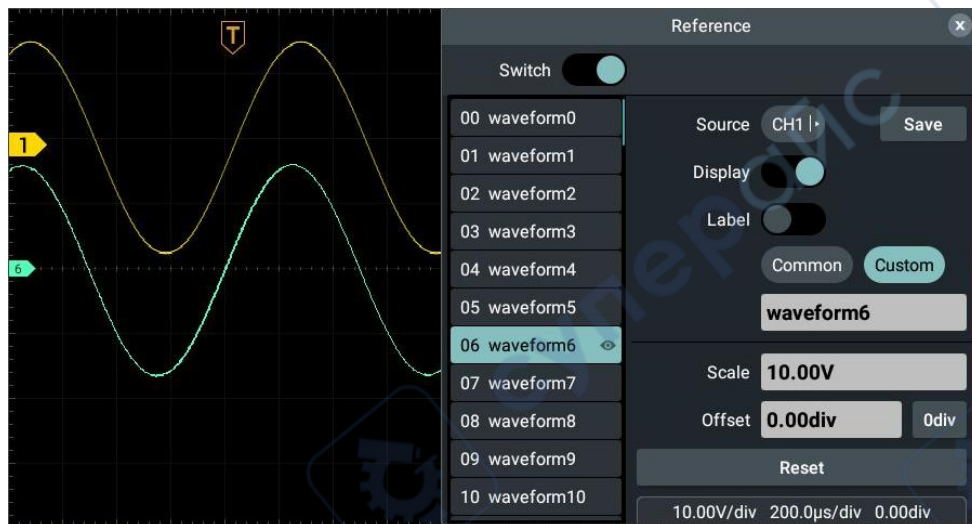 T
Reference
x
Switch
1
6
00 waveform0
01 waveform1
02 waveform2
03 waveform3
04 waveform4
05 waveform5
06 waveform6
07 waveform7
08 waveform8
09 waveform9
10 waveform10
Source CH1 Save
Display
Label
Common Custom
waveform6
Scale 10.00V
Offset 0.00div 0div
Reset
10.00V/div 200.0µs/div 0.00div
суперайс